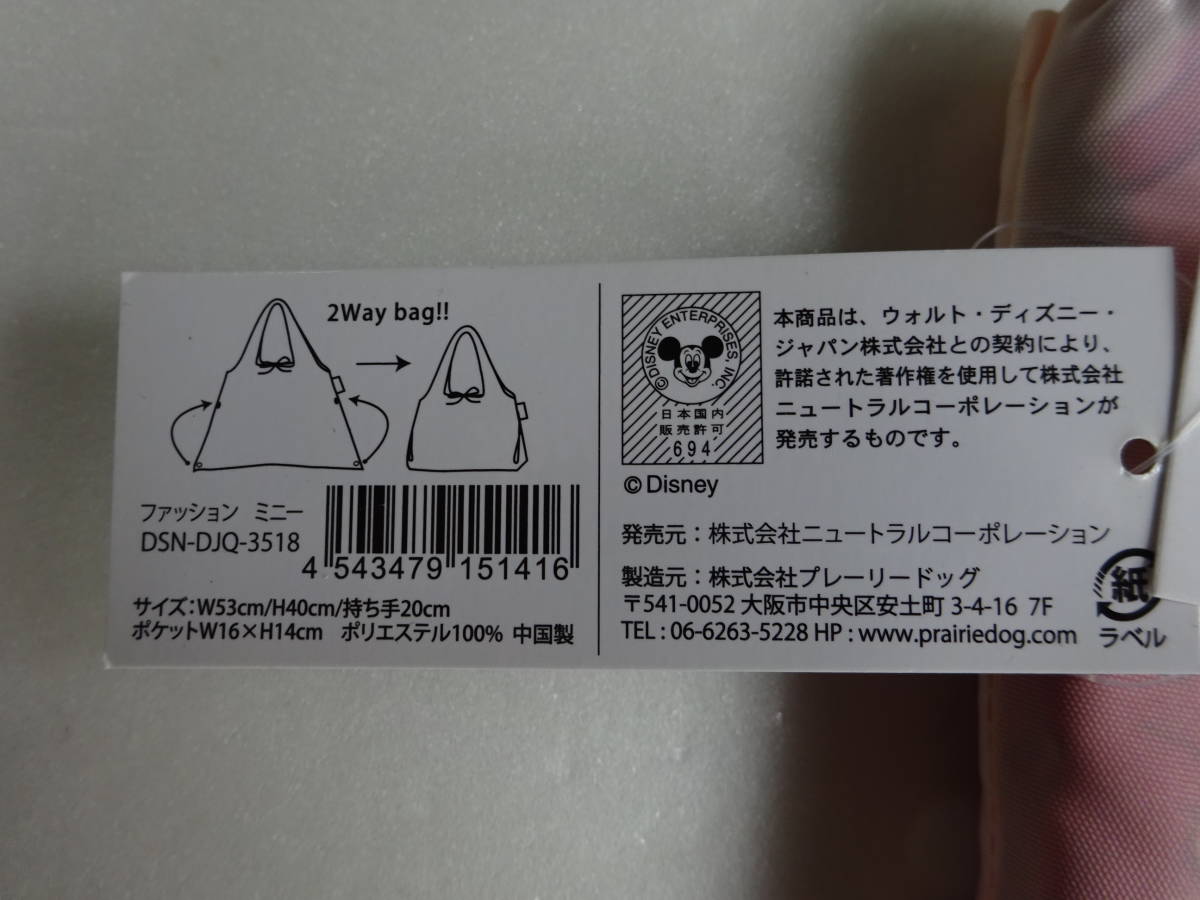 2Way bag!!
ファッション ミニー
DSN-DJQ-3518
4 543479 151416
サイズ：W53cm/H40cm/持ち手20cm
ポケットW16×H14cm ポリエステル100% 中国製
©DISNEY ENTERPRISES, INC.
日本国内
販売許可
694
©Disney
本商品は、ウォルト・ディズニー・
ジャパン株式会社との契約により、
許諾された著作権を使用して株式会社
ニュートラルコーポレーションが
発売するものです。
発売元：株式会社ニュートラルコーポレーション
製造元：株式会社プレーリードッグ
〒541-0052 大阪市中央区安土町 3-4-16 7F
TEL：06-6263-5228 HP：www.prairiedog.com
紙
ラベル